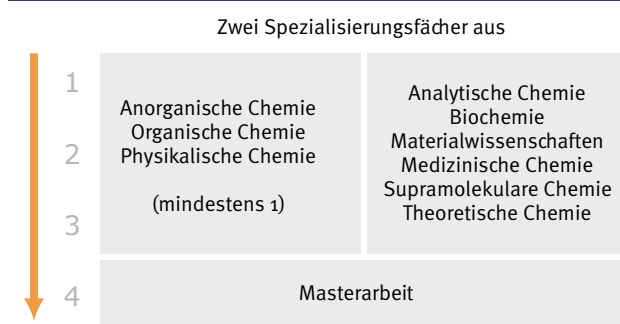 Zwei Spezialisierungsfächer aus
1
2
3
4
Anorganische Chemie
Organische Chemie
Physikalische Chemie
(mindestens 1)
Analytische Chemie
Biochemie
Materialwissenschaften
Medizinische Chemie
Supramolekulare Chemie
Theoretische Chemie
Masterarbeit